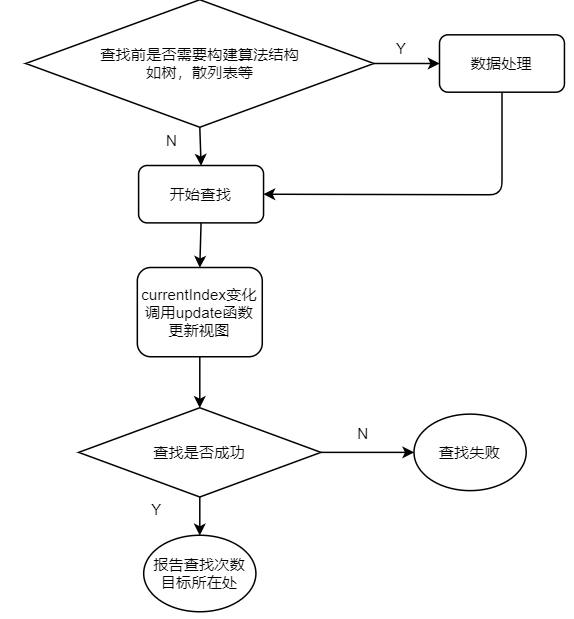 查找前是否需要构建算法结构
如树，散列表等
Y
数据处理
N
开始查找
currentIndex变化
调用update函数
更新视图
查找是否成功
N
查找失败
Y
报告查找次数
目标所在处